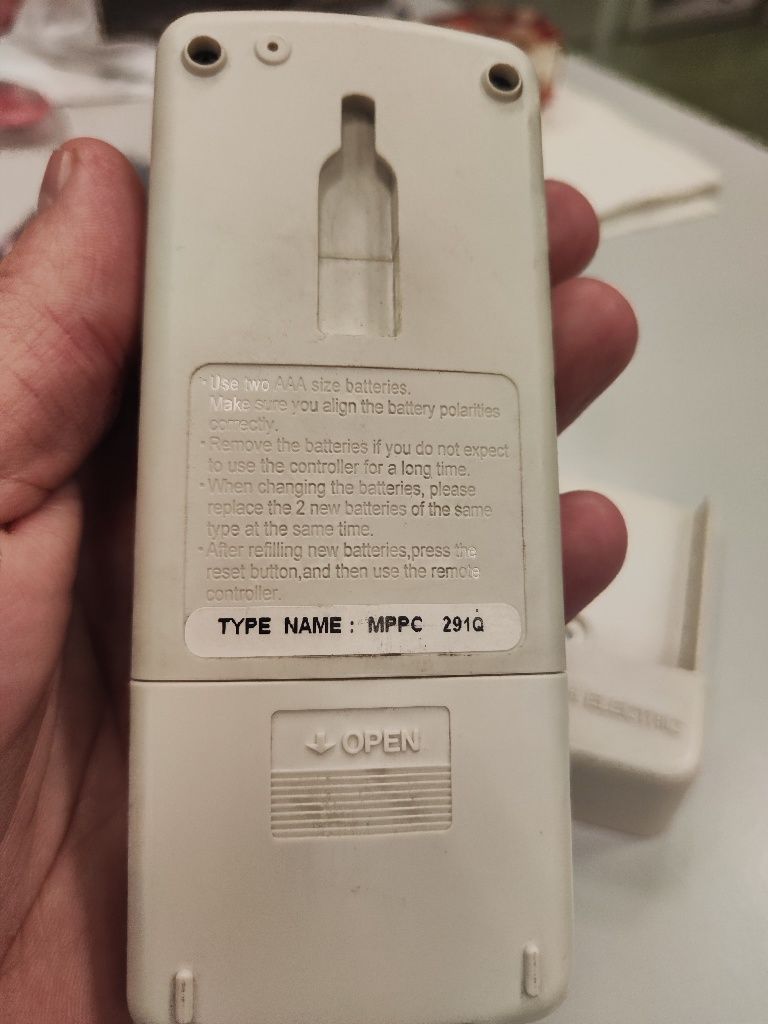 · Use two AAA size batteries.
Make sure you align the battery polarities
correctly.
· Remove the batteries if you do not expect
to use the controller for a long time.
· When changing the batteries, please
replace the 2 new batteries of the same
type at the same time.
· After refilling new batteries,press the
reset button,and then use the remote
controller.
TYPE NAME : MPPC 291Q
OPEN
ELECTRIC